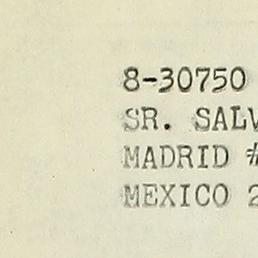 8-30750
SR. SALV
MADRID #
MEXICO 2